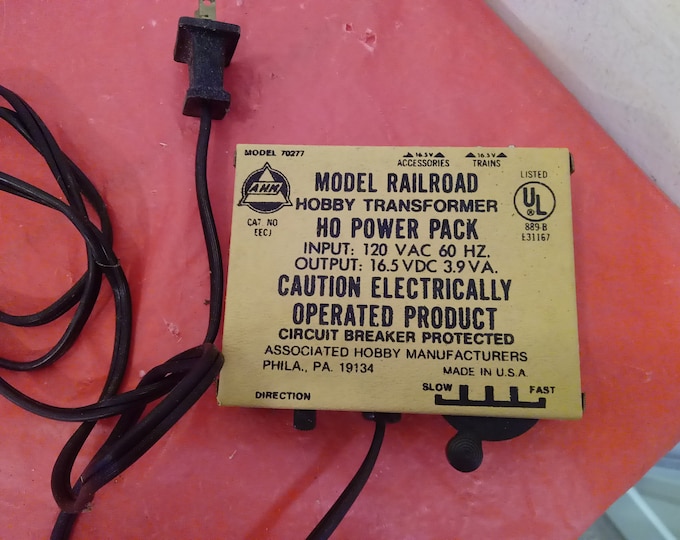 MODEL 70277
16.5V 16.5V
ACCESSORIES TRAINS
AHM
CAT. NO
EECJ
MODEL RAILROAD
HOBBY TRANSFORMER
HO POWER PACK
INPUT: 120 VAC 60 HZ.
OUTPUT: 16.5 VDC 3.9 VA.
CAUTION ELECTRICALLY
OPERATED PRODUCT
CIRCUIT BREAKER PROTECTED
ASSOCIATED HOBBY MANUFACTURERS
PHILA., PA. 19134 MADE IN U.S.A.
LISTED
UL
®
889-B
E31167
DIRECTION
SLOW FAST